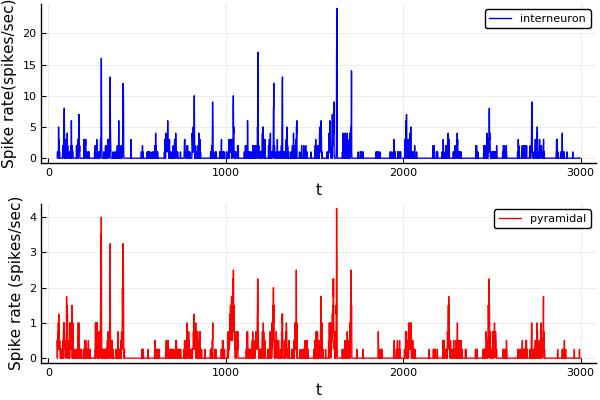 Spike rate(spikes/sec)
20
15
10
5
0
interneuron
0 1000 2000 3000
t
Spike rate (spikes/sec)
4
3
2
1
0
pyramidal
0 1000 2000 3000
t